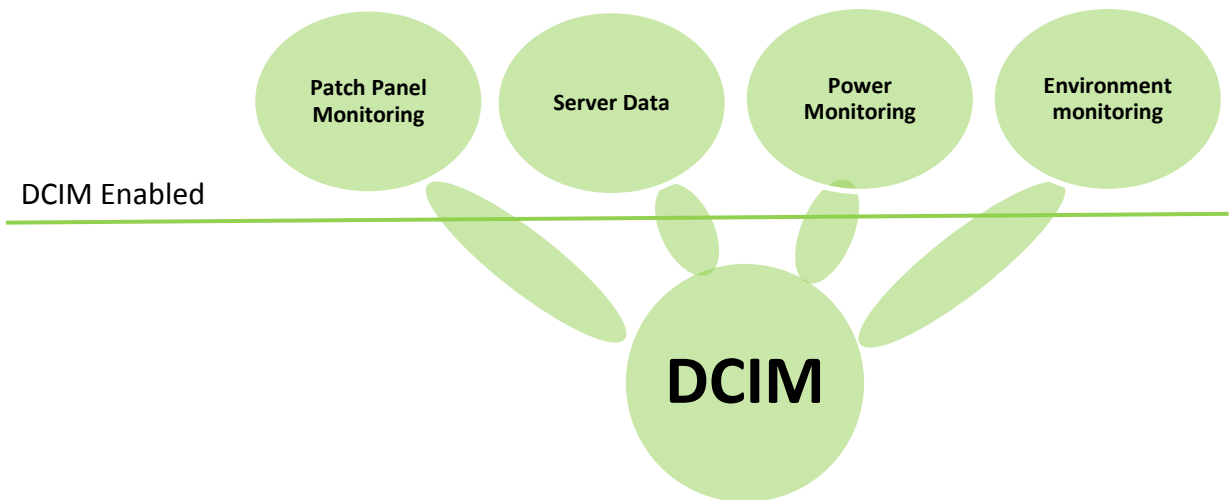 Patch Panel
Monitoring
Server Data
Power
Monitoring
Environment
monitoring
DCIM Enabled
DCIM